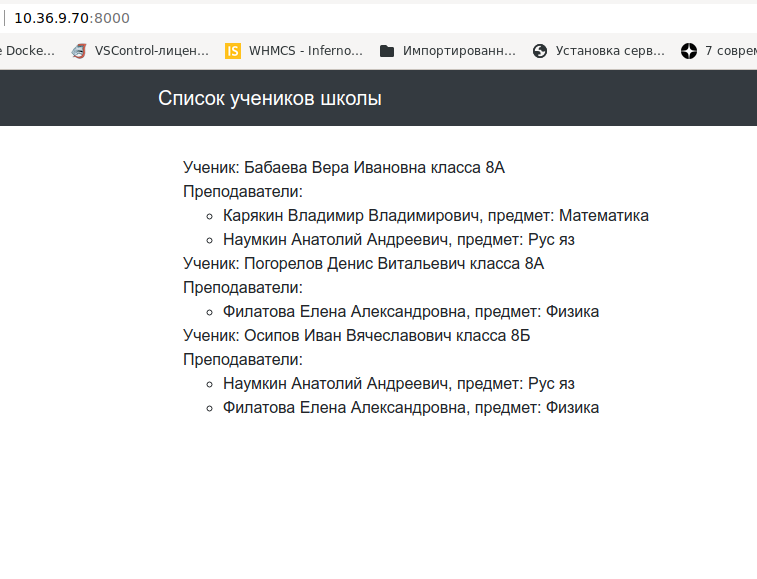 10.36.9.70:8000
e Docke… VSControl-лицен… WHMCS - Inferno… Импортированн… Установка серв… 7 соврем
Список учеников школы
Ученик: Бабаева Вера Ивановна класса 8А
Преподаватели:
Карякин Владимир Владимирович, предмет: Математика
Наумкин Анатолий Андреевич, предмет: Рус яз
Ученик: Погорелов Денис Витальевич класса 8А
Преподаватели:
Филатова Елена Александровна, предмет: Физика
Ученик: Осипов Иван Вячеславович класса 8Б
Преподаватели:
Наумкин Анатолий Андреевич, предмет: Рус яз
Филатова Елена Александровна, предмет: Физика